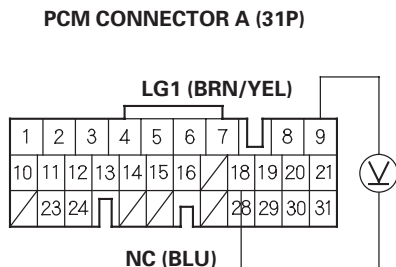 PCM CONNECTOR A (31P)
LG1 (BRN/YEL)
1 2 3 4 5 6 7 8 9
10 11 12 13 14 15 16 18 19 20 21
23 24 28 29 30 31
V
NC (BLU)